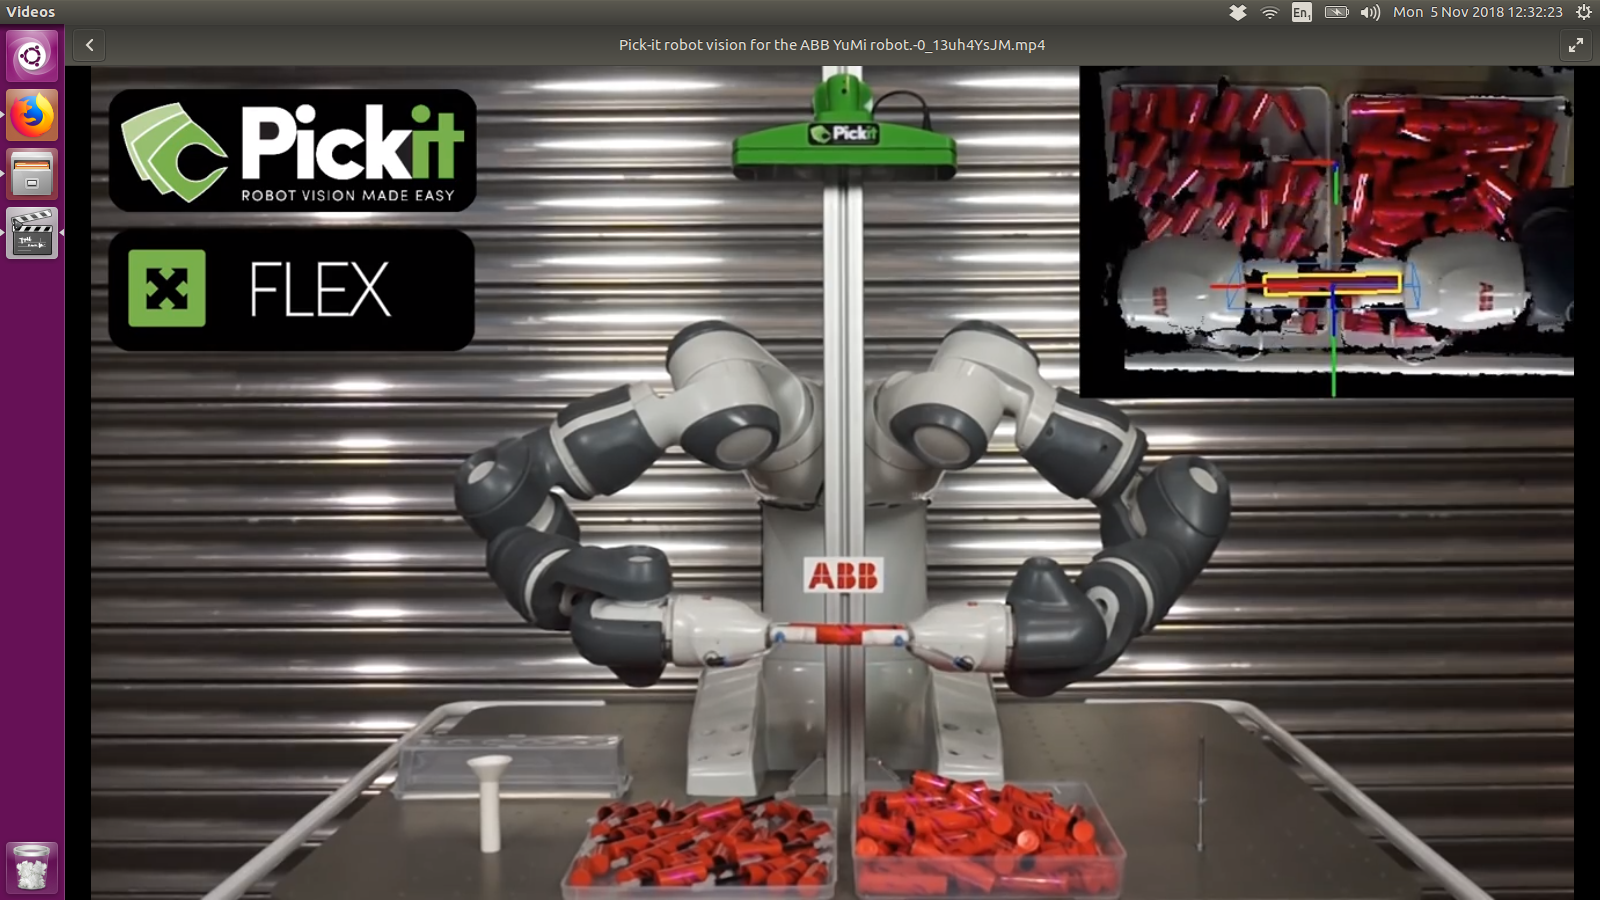 Videos
En1
Mon 5 Nov 2018 12:32:23
Pick-it robot vision for the ABB YuMi robot.-0_13uh4YsJM.mp4
Pickit
ROBOT VISION MADE EASY
FLEX
Pickit
ABB
ABB
ABB